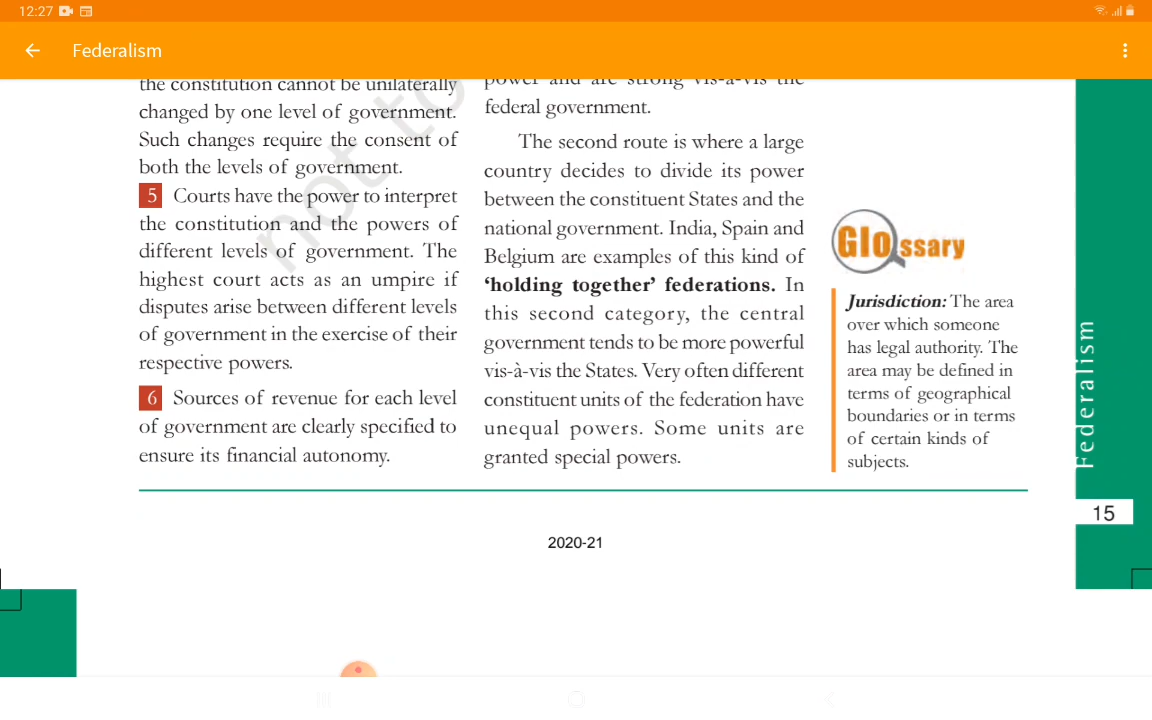 12:27
Federalism
the constitution cannot be unilaterally
changed by one level of government.
Such changes require the consent of
both the levels of government.
5 Courts have the power to interpret
the constitution and the powers of
different levels of government. The
highest court acts as an umpire if
disputes arise between different levels
of government in the exercise of their
respective powers.
6 Sources of revenue for each level
of government are clearly specified to
ensure its financial autonomy.
power and are strong vis-à-vis the
federal government.
The second route is where a large
country decides to divide its power
between the constituent States and the
national government. India, Spain and
Belgium are examples of this kind of
‘holding together’ federations. In
this second category, the central
government tends to be more powerful
vis-à-vis the States. Very often different
constituent units of the federation have
unequal powers. Some units are
granted special powers.
Glossary
Jurisdiction: The area
over which someone
has legal authority. The
area may be defined in
terms of geographical
boundaries or in terms
of certain kinds of
subjects.
Federalism
15
2020-21
not to